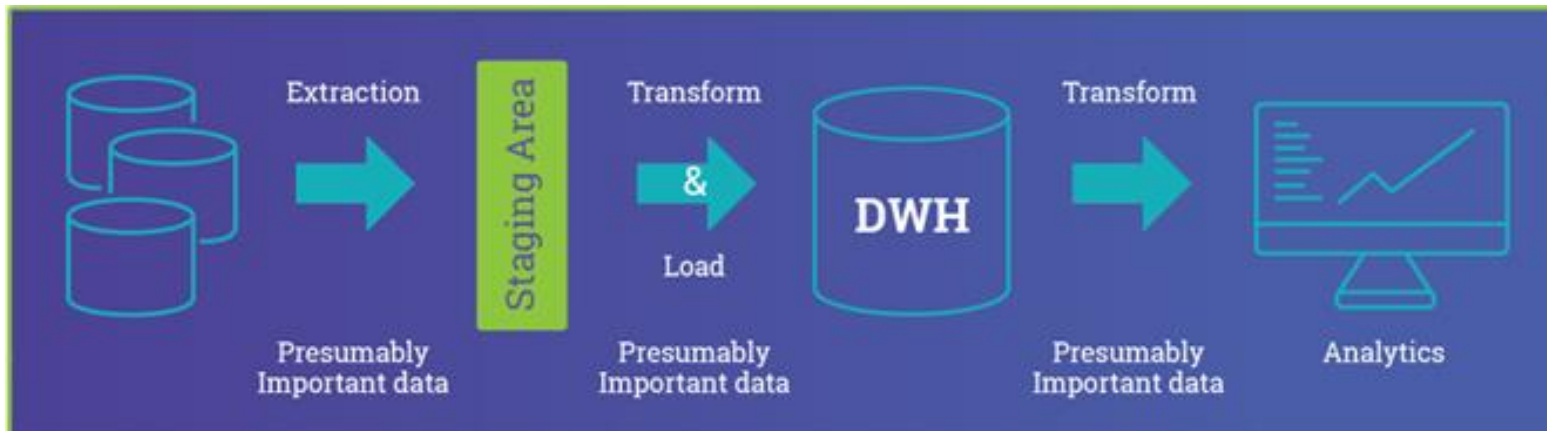 Extraction
Staging Area
Transform
&
Load
DWH
Transform
Presumably
Important data
Presumably
Important data
Presumably
Important data
Analytics